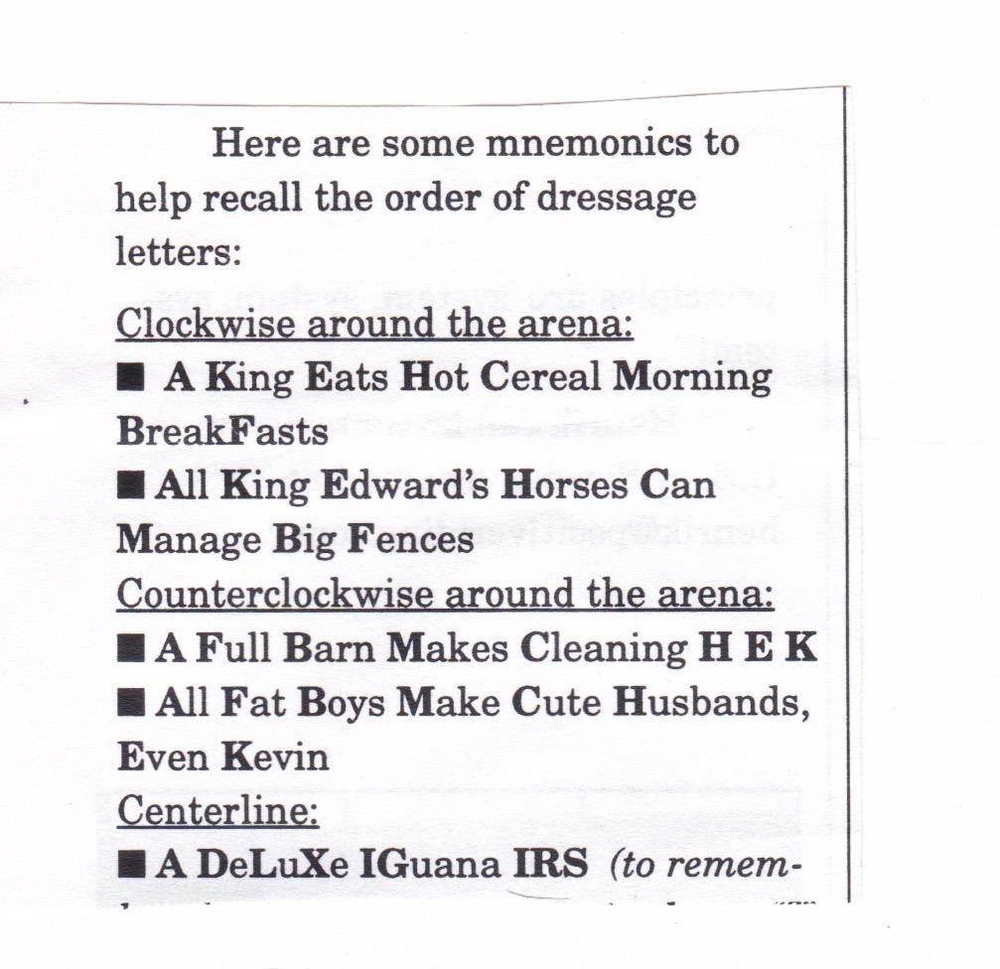 Here are some mnemonics to
help recall the order of dressage
letters:
Clockwise around the arena:
■ A King Eats Hot Cereal Morning
BreakFasts
■ All King Edward's Horses Can
Manage Big Fences
Counterclockwise around the arena:
■ A Full Barn Makes Cleaning H E K
■ All Fat Boys Make Cute Husbands,
Even Kevin
Centerline:
■ A DeLuXe IGuana IRS (to remem-